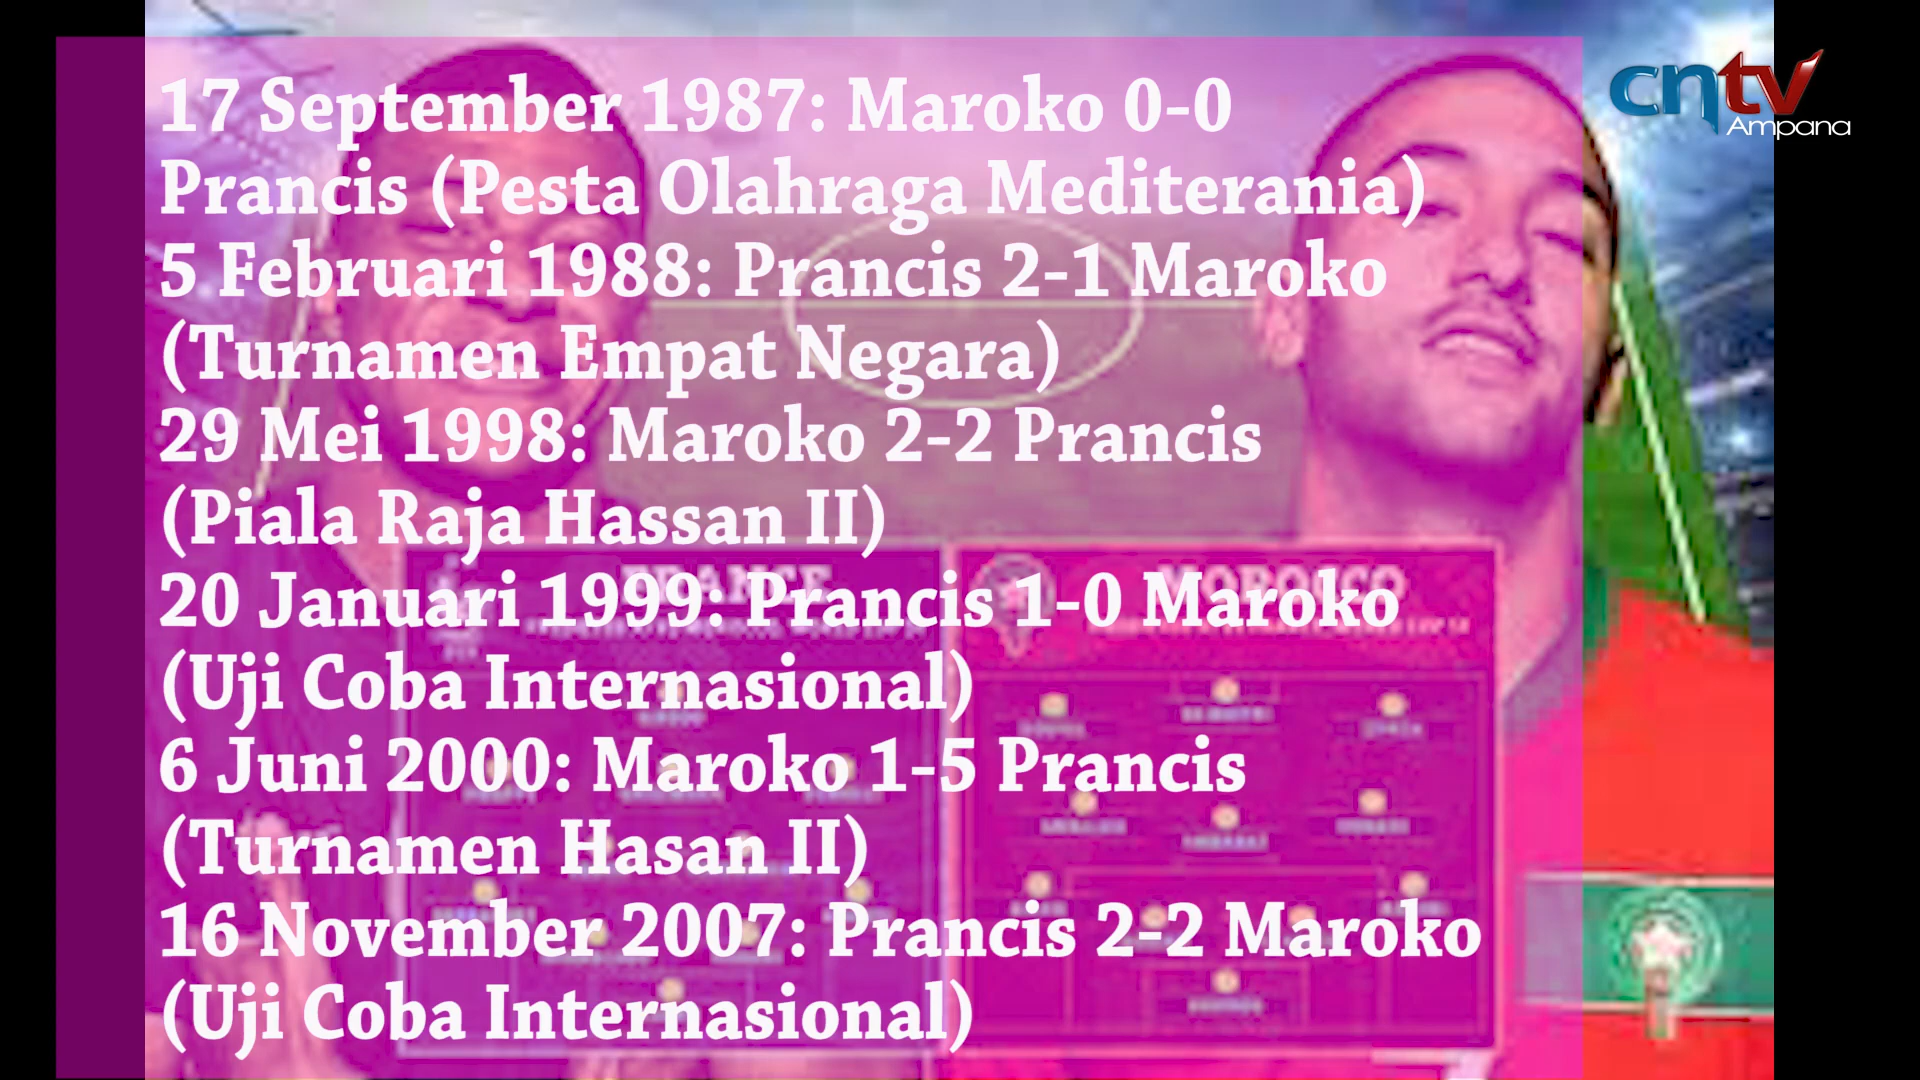 17 September 1987: Maroko 0-0
Prancis (Pesta Olahraga Mediterania)
5 Februari 1988: Prancis 2-1 Maroko
(Turnamen Empat Negara)
29 Mei 1998: Maroko 2-2 Prancis
(Piala Raja Hassan II)
20 Januari 1999: Prancis 1-0 Maroko
(Uji Coba Internasional)
6 Juni 2000: Maroko 1-5 Prancis
(Turnamen Hasan II)
16 November 2007: Prancis 2-2 Maroko
(Uji Coba Internasional)
cntv
Ampana
FRANCE
MOROCCO